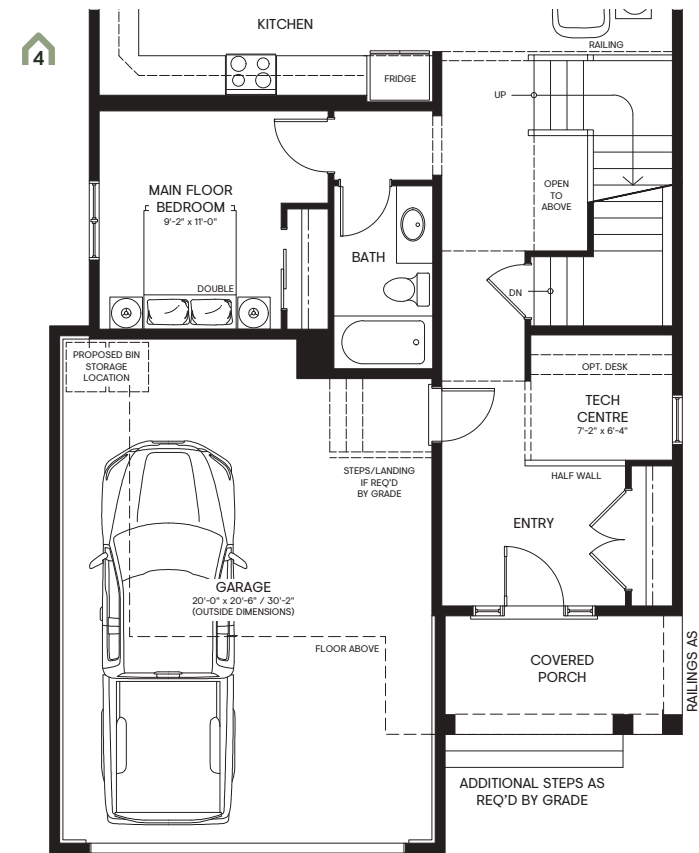 4
KITCHEN
FRIDGE
RAILING
UP
MAIN FLOOR
BEDROOM
9'-2" x 11'-0"
DOUBLE
BATH
OPEN
TO
ABOVE
DN
PROPOSED BIN
STORAGE
LOCATION
OPT. DESK
TECH
CENTRE
7'-2" x 6'-4"
HALF WALL
STEPS/LANDING
IF REQ'D
BY GRADE
ENTRY
GARAGE
20'-0" x 20'-6" / 30'-2"
(OUTSIDE DIMENSIONS)
FLOOR ABOVE
COVERED
PORCH
RAILINGS AS
ADDITIONAL STEPS AS
REQ'D BY GRADE